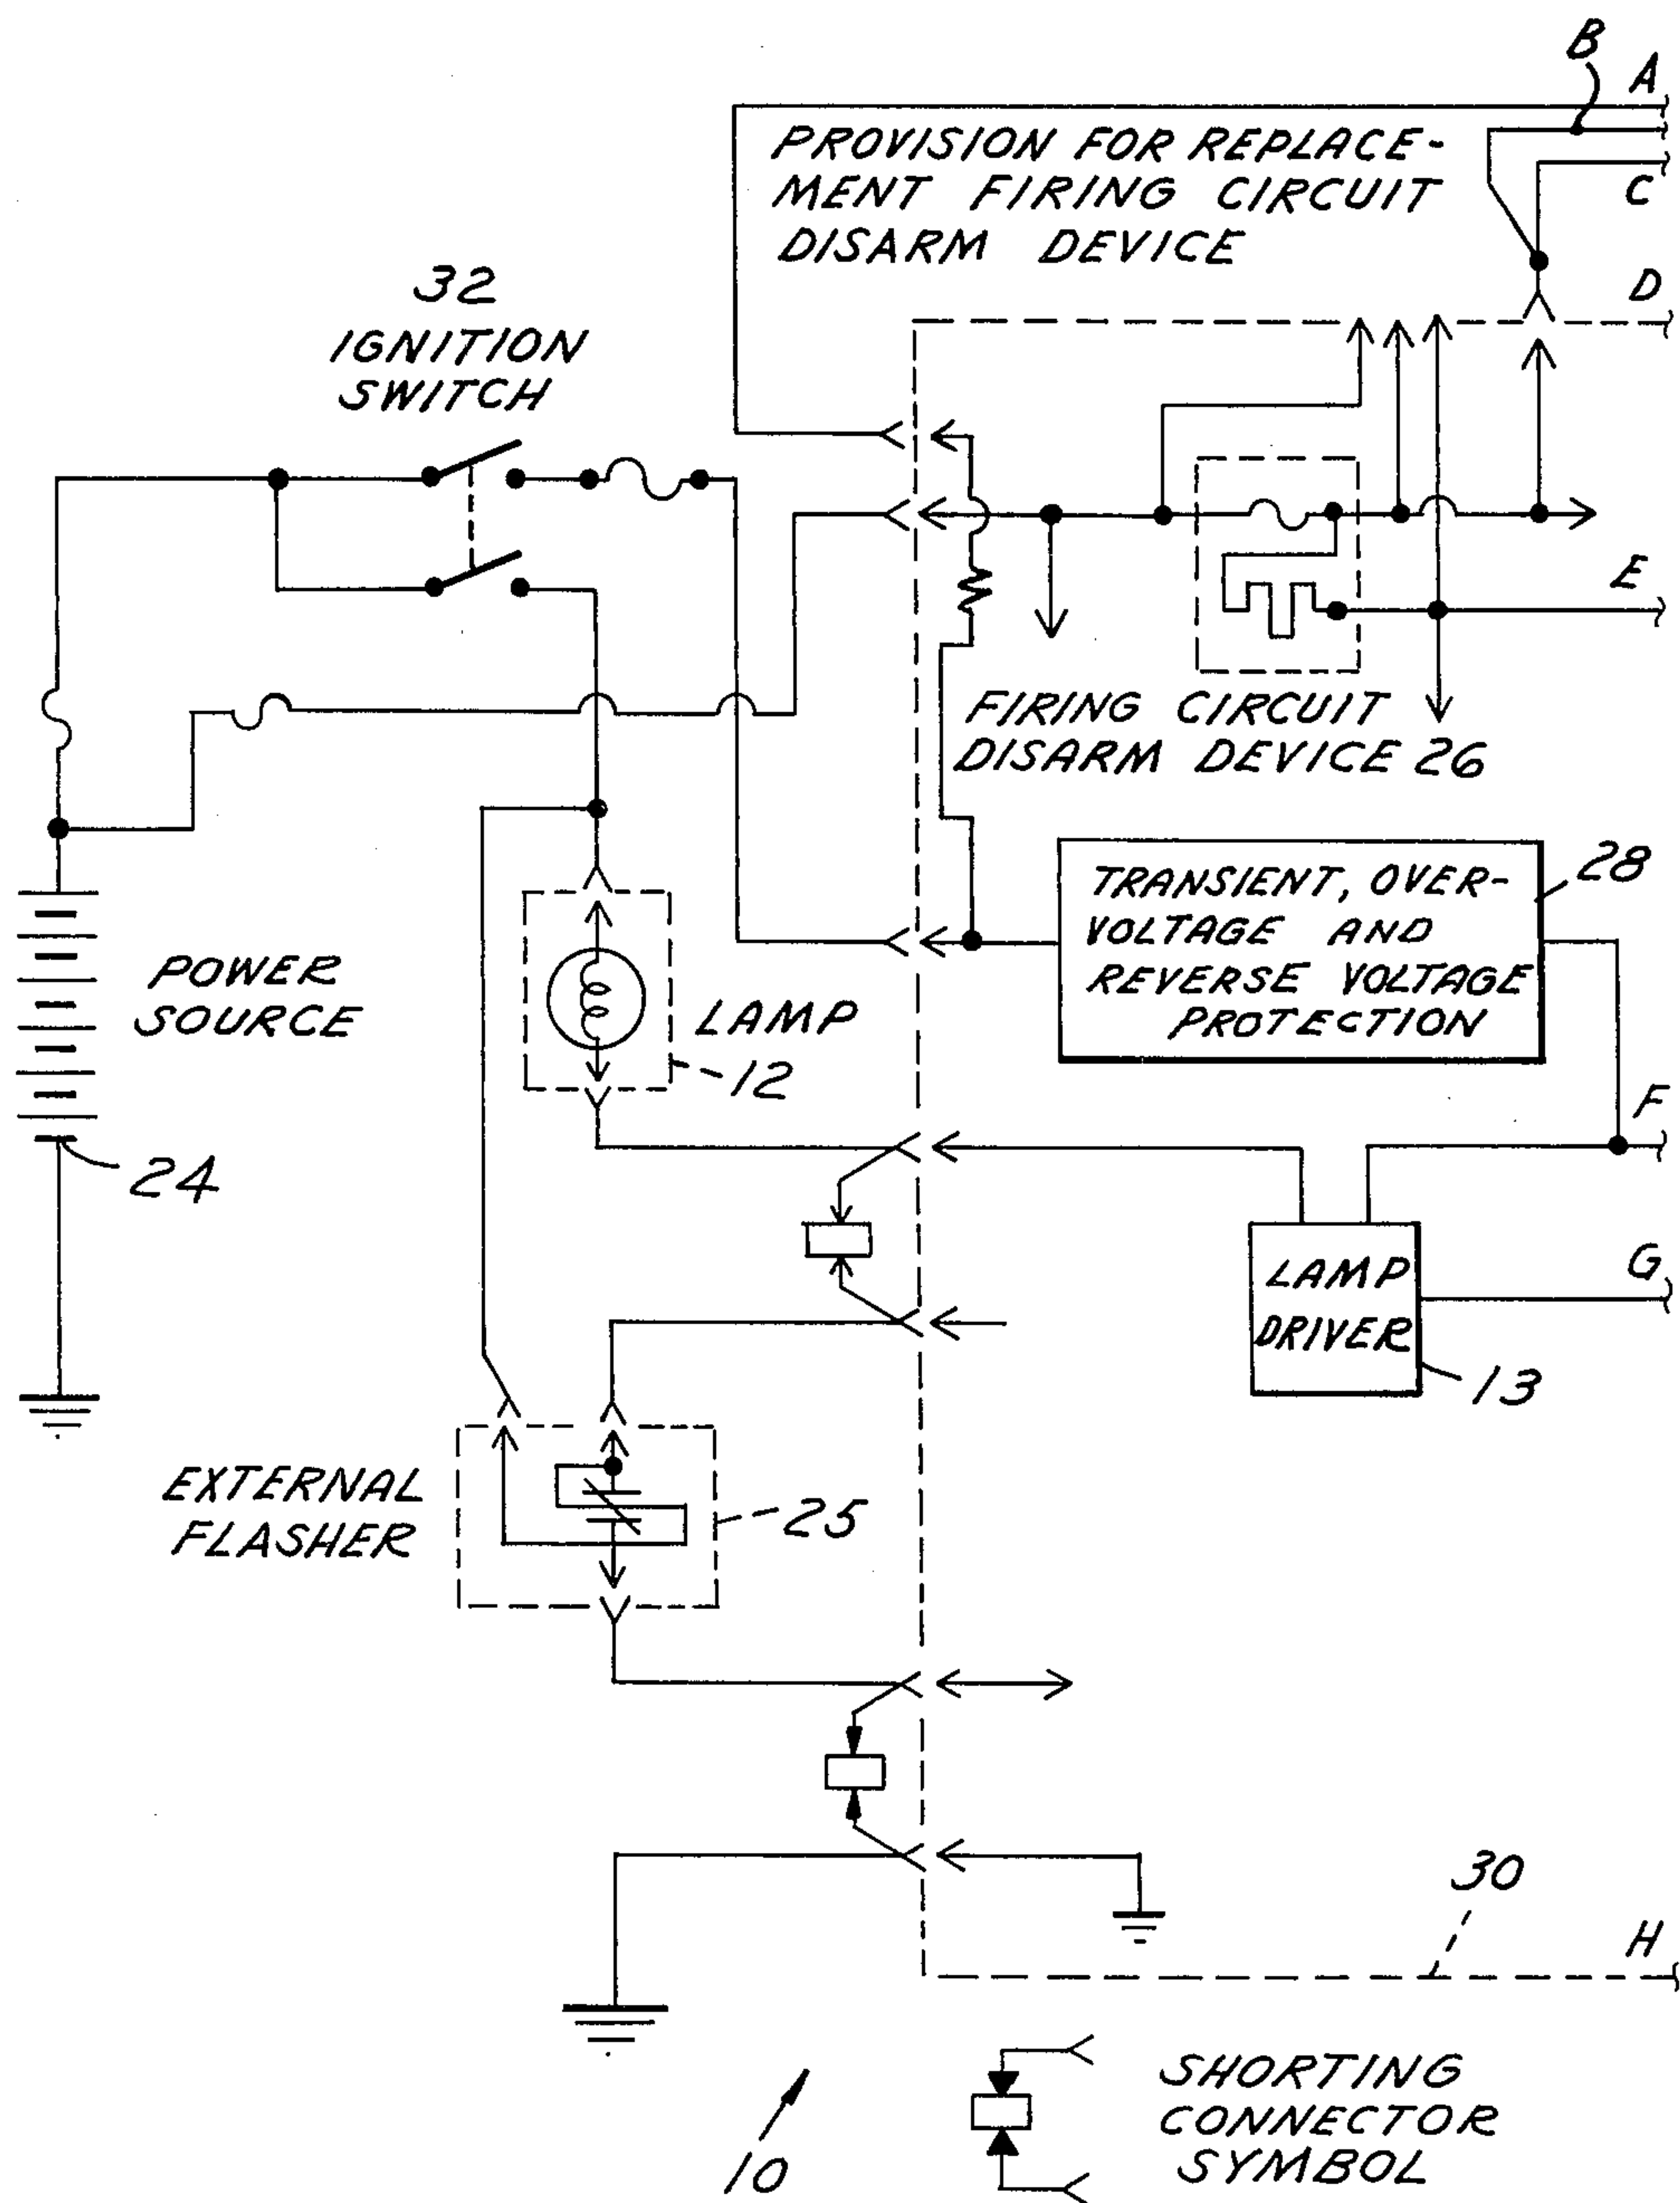 B
A
PROVISION FOR REPLACE-
MENT FIRING CIRCUIT
DISARM DEVICE
C
D
32
IGNITION
SWITCH
E
FIRING CIRCUIT
DISARM DEVICE 26
28
TRANSIENT, OVER-
VOLTAGE AND
REVERSE VOLTAGE
PROTECTION
POWER
SOURCE
LAMP
12
F
24
G
LAMP
DRIVER
13
EXTERNAL
FLASHER
25
30
H
10
SHORTING
CONNECTOR
SYMBOL